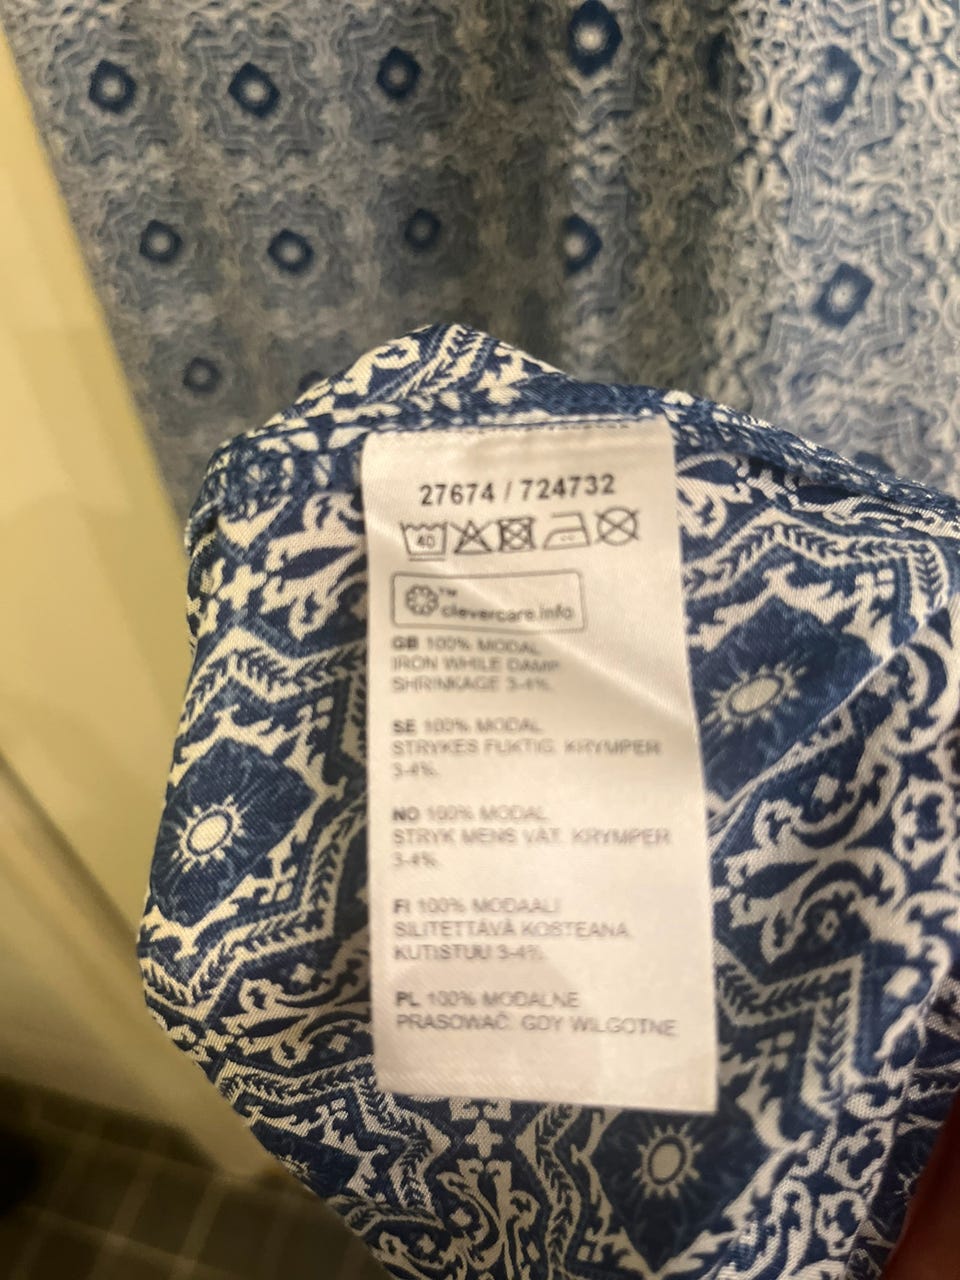 27674 / 724732
40
TM
clevercare.info
GB 100% MODAL
IRON WHILE DAMP
SHRINKAGE 3-4%.
SE 100% MODAL
STRYKES FUKTIG. KRYMPER
3-4%.
NO 100% MODAL
STRYK MENS VÅT. KRYMPER
3-4%.
FI 100% MODAALI
SILITETTÄVÄ KOSTEANA.
KUTISTUU 3-4%.
PL 100% MODALNE
PRASOWAĆ GDY WILGOTNE